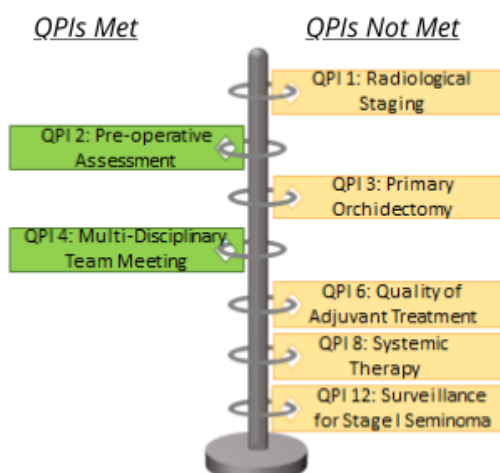 QPIs Met
QPIs Not Met
QPI 1: Radiological
Staging
QPI 2: Pre-operative
Assessment
QPI 3: Primary
Orchidectomy
QPI 4: Multi-Disciplinary
Team Meeting
QPI 6: Quality of
Adjuvant Treatment
QPI 8: Systemic
Therapy
QPI 12: Surveillance
for Stage I Seminoma